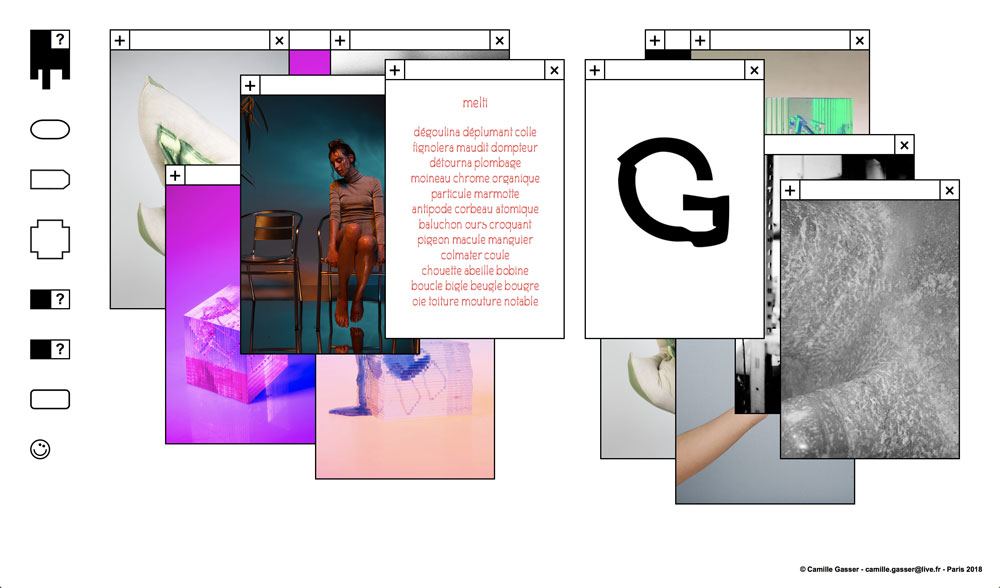 ?
melti
dégoulina déplumant colle
fignolera maudit dompteur
détourna plombage
moineau chrome organique
particule marmotte
antipode corbeau atomique
baluchon ours croquant
pigeon macule manguier
colmater coule
chouette abeille bobine
boucle bigle beugle bougre
oie toiture mouture notable
G
?
?
© Camille Gasser - camille.gasser@live.fr - Paris 2018